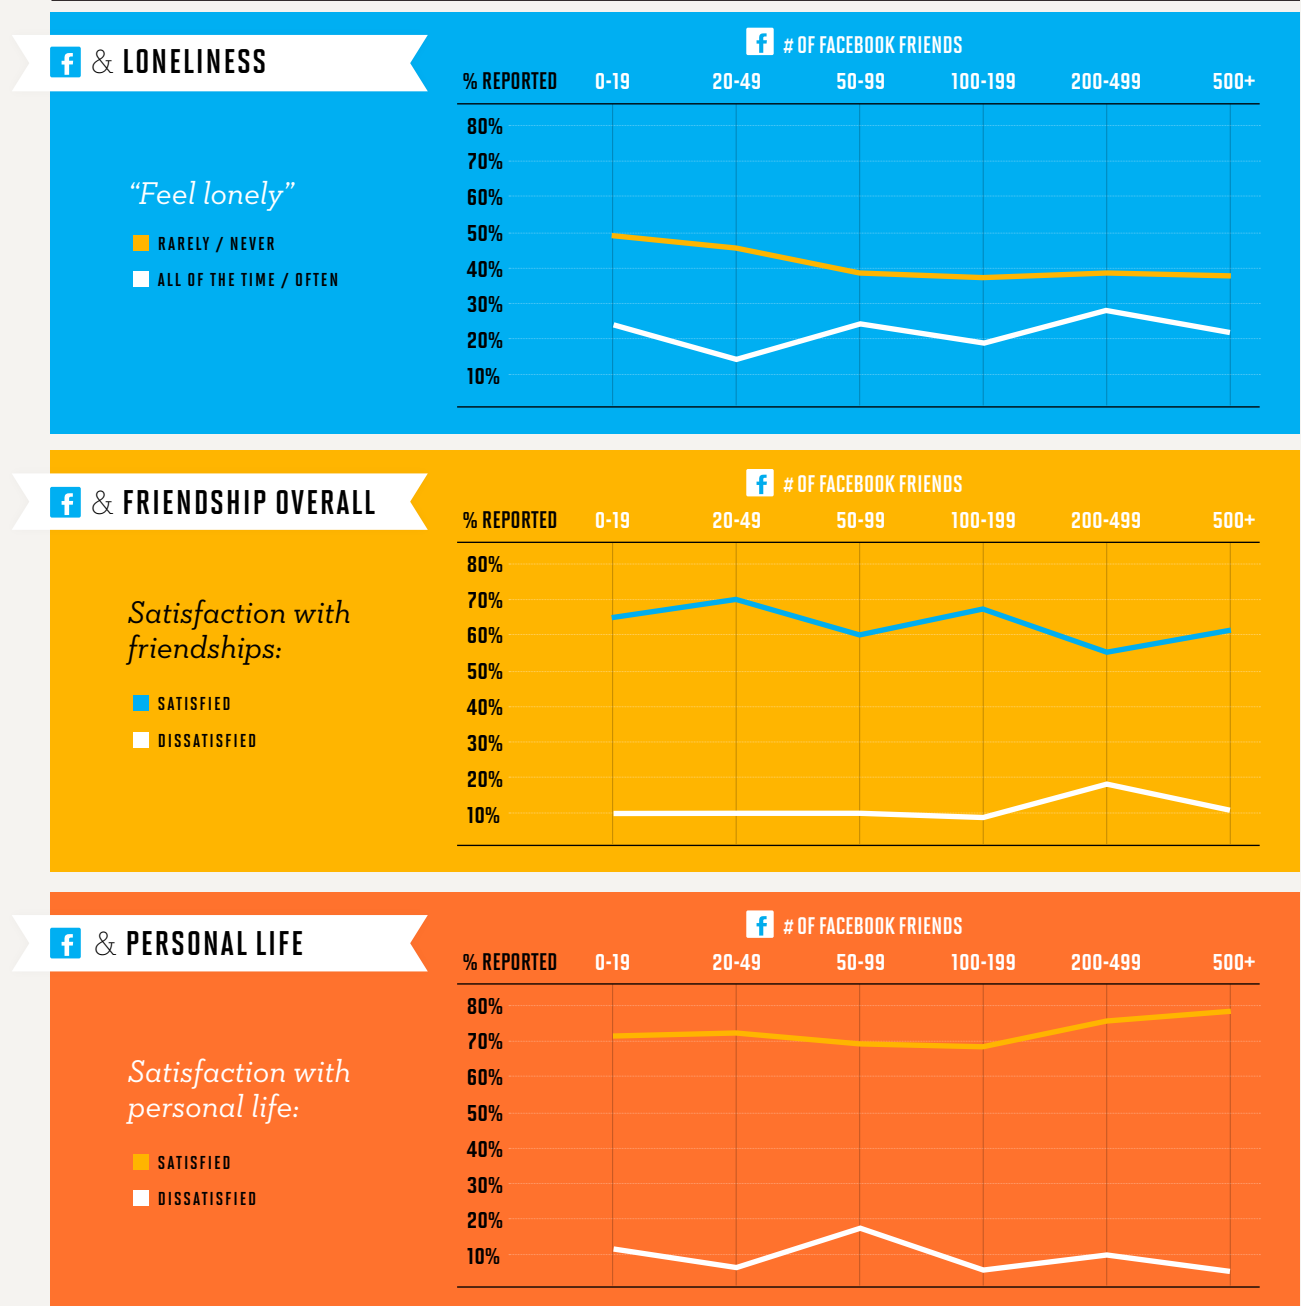 & LONELINESS
# OF FACEBOOK FRIENDS
% REPORTED 0-19 20-49 50-99 100-199 200-499 500+
80%
70%
60%
50%
40%
30%
20%
10%
“Feel lonely”
RARELY / NEVER
ALL OF THE TIME / OFTEN
& FRIENDSHIP OVERALL
# OF FACEBOOK FRIENDS
% REPORTED 0-19 20-49 50-99 100-199 200-499 500+
80%
70%
60%
50%
40%
30%
20%
10%
Satisfaction with
friendships:
SATISFIED
DISSATISFIED
& PERSONAL LIFE
# OF FACEBOOK FRIENDS
% REPORTED 0-19 20-49 50-99 100-199 200-499 500+
80%
70%
60%
50%
40%
30%
20%
10%
Satisfaction with
personal life:
SATISFIED
DISSATISFIED